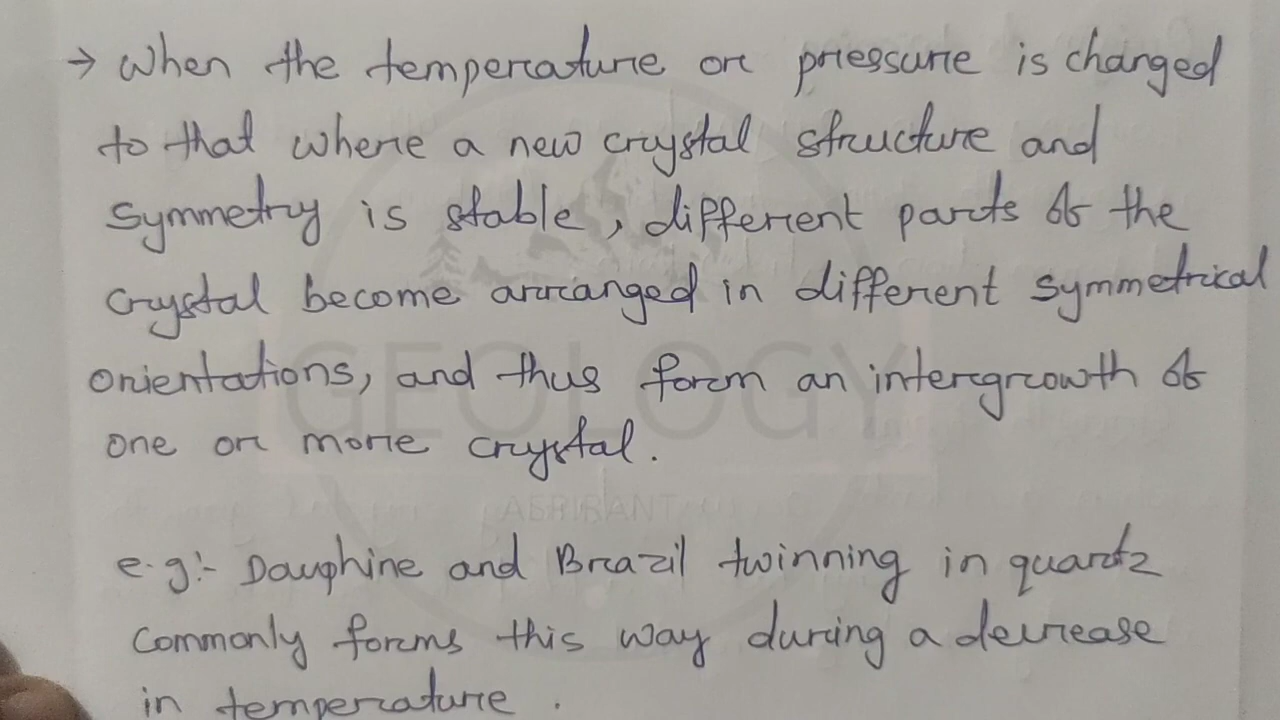 → When the temperature or pressure is changed
to that where a new crystal structure and
symmetry is stable, different parts of the
crystal become arranged in different symmetrical
orientations, and thus form an intergrowth of
one or more crystal.
GEOLOGY
ASPIRANT
e.g:- Dauphine and Brazil twinning in quartz
commonly forms this way during a decrease
in temperature.